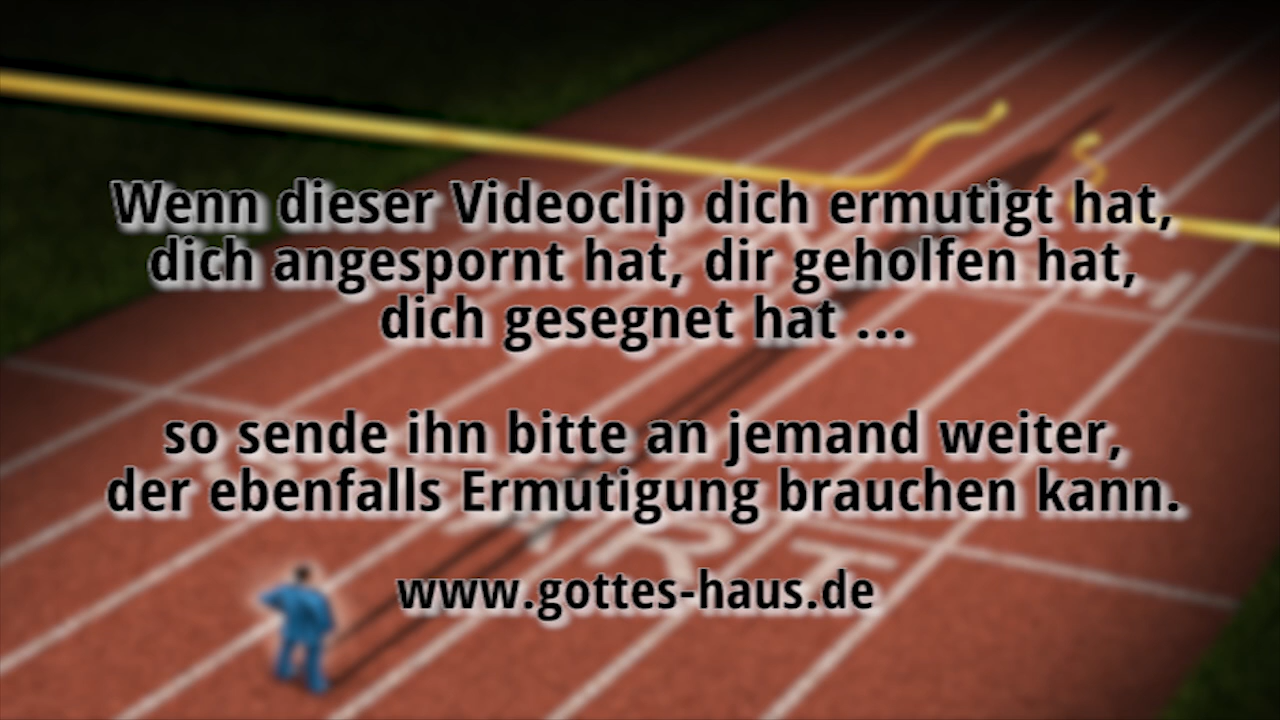 Wenn dieser Videoclip dich ermutigt hat,
dich angespornt hat, dir geholfen hat,
dich gesegnet hat ...
so sende ihn bitte an jemand weiter,
der ebenfalls Ermutigung brauchen kann.
www.gottes-haus.de